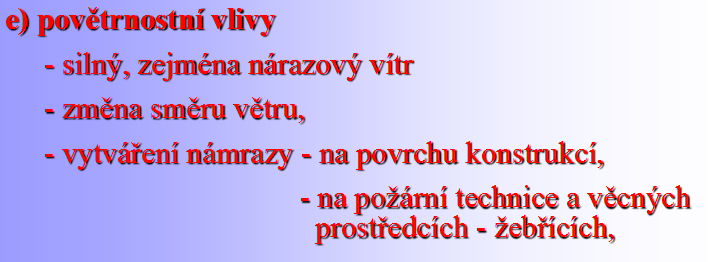 e) povětrnostní vlivy
- silný, zejména nárazový vítr
- změna směru větru,
- vytváření námrazy - na povrchu konstrukcí,
- na požární technice a věcných
prostředcích - žebřících,